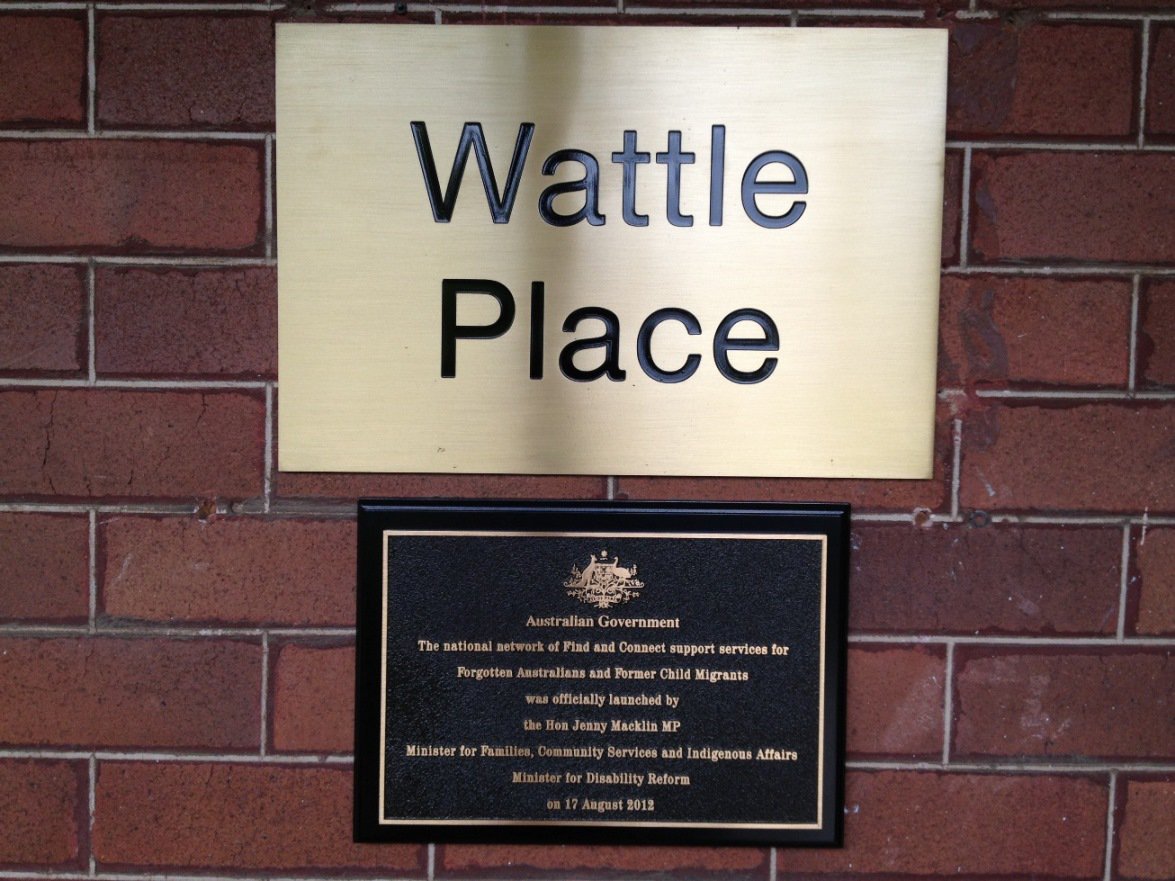 Wattle
Place
Australian Government
The national network of Find and Connect support services for
Forgotten Australians and Former Child Migrants
was officially launched by
the Hon Jenny Macklin MP
Minister for Families, Community Services and Indigenous Affairs
Minister for Disability Reform
on 17 August 2012